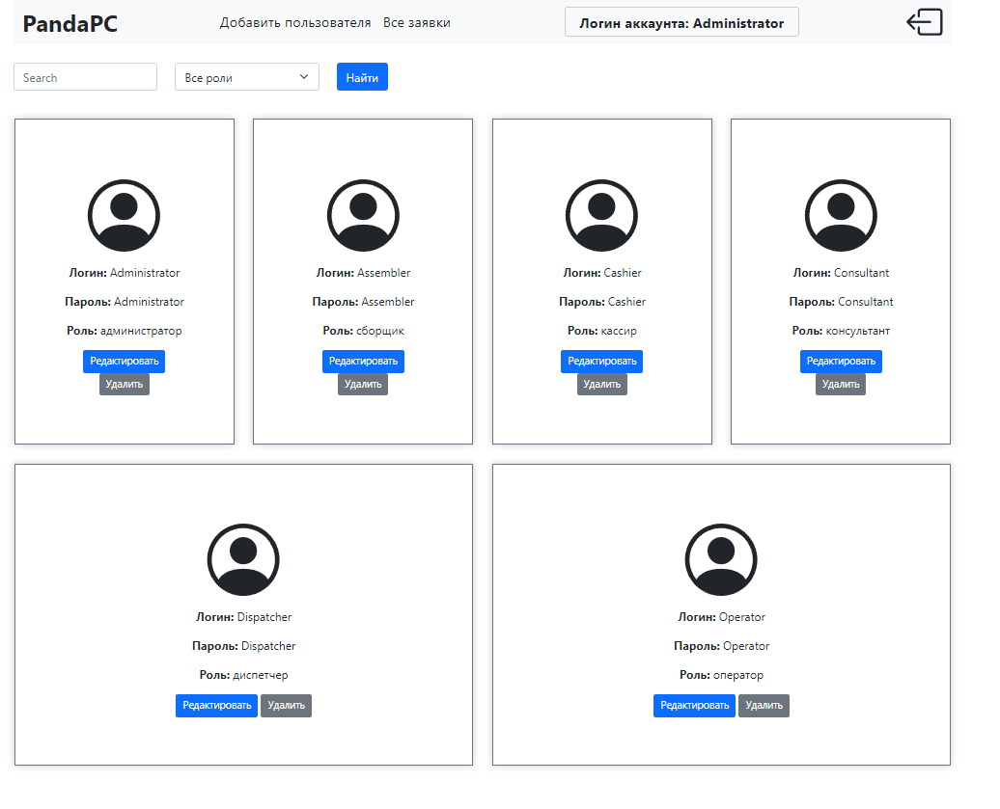 PandaPC
Добавить пользователя Все заявки
Логин аккаунта: Administrator
Search
Все роли
Найти
Логин: Administrator
Пароль: Administrator
Роль: администратор
Редактировать
Удалить
Логин: Assembler
Пароль: Assembler
Роль: сборщик
Редактировать
Удалить
Логин: Cashier
Пароль: Cashier
Роль: кассир
Редактировать
Удалить
Логин: Consultant
Пароль: Consultant
Роль: консультант
Редактировать
Удалить
Логин: Dispatcher
Пароль: Dispatcher
Роль: диспетчер
Редактировать Удалить
Логин: Operator
Пароль: Operator
Роль: оператор
Редактировать Удалить